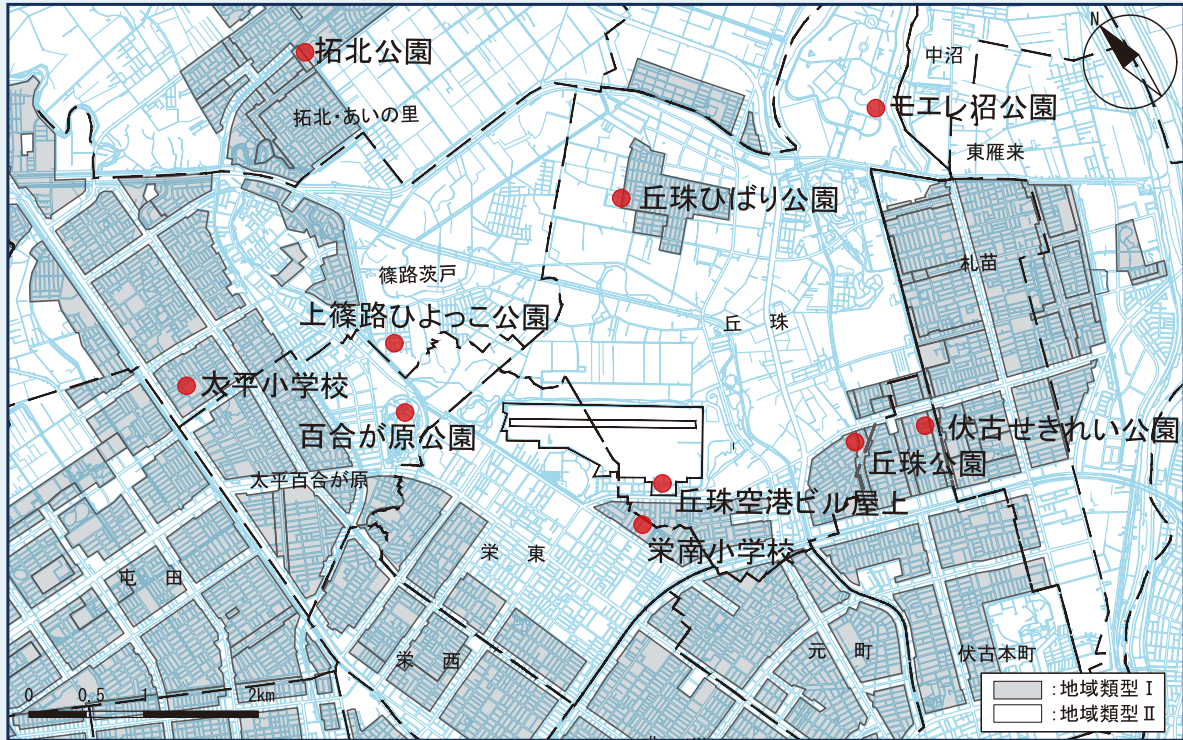 拓北公園
N
中沼
モエレ沼公園
拓北・あいの里
東雁来
丘珠ひばり公園
札苗
篠路茨戸
上篠路ひよっこ公園
丘 珠
太平小学校
百合が原公園
伏古せきれい公園
丘珠公園
太平百合が原
丘珠空港ビル屋上
栄南小学校
栄 東
屯 田
元 町
伏古本町
栄 西
0 0.5 1 2km
:地域類型Ⅰ
:地域類型Ⅱ